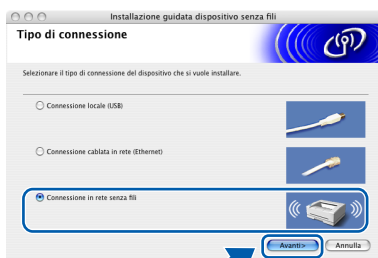 Installazione guidata dispositivo senza fili
Tipo di connessione
Selezionare il tipo di connessione del dispositivo che si vuole installare.
Connessione locale (USB)
Connessione cablata in rete (Ethernet)
Connessione in rete senza fili
Avanti>
Annulla